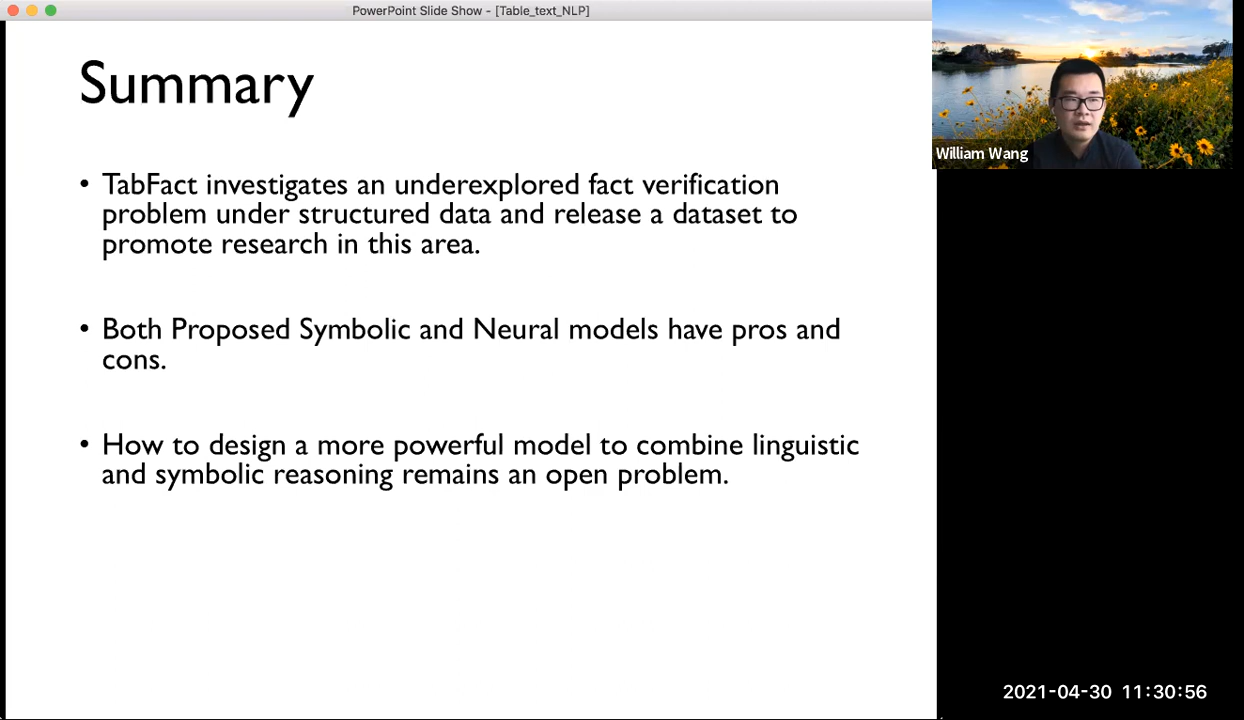 PowerPoint Slide Show - [Table_text_NLP]
Summary
• TabFact investigates an underexplored fact verification
problem under structured data and release a dataset to
promote research in this area.
• Both Proposed Symbolic and Neural models have pros and
cons.
• How to design a more powerful model to combine linguistic
and symbolic reasoning remains an open problem.
William Wang
2021-04-30 11:30:56